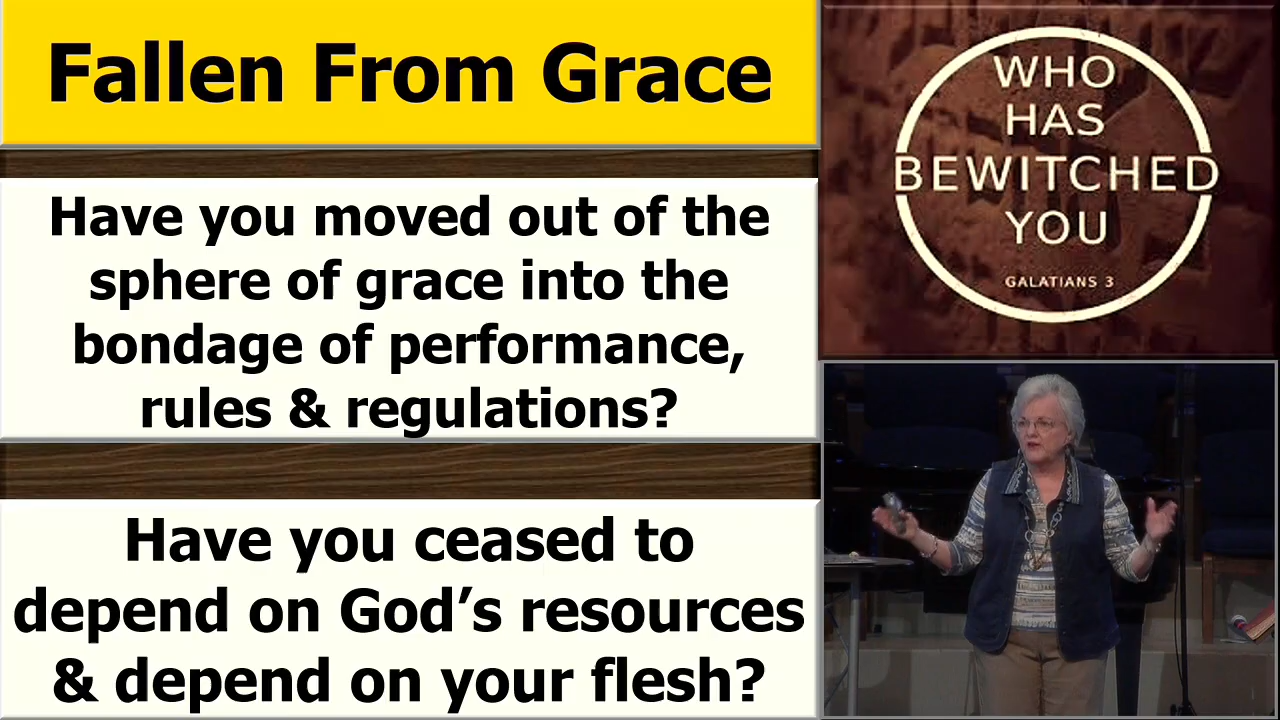 Fallen From Grace
Have you moved out of the
sphere of grace into the
bondage of performance,
rules & regulations?
Have you ceased to
depend on God’s resources
& depend on your flesh?
WHO
HAS
BEWITCHED
YOU
GALATIANS 3